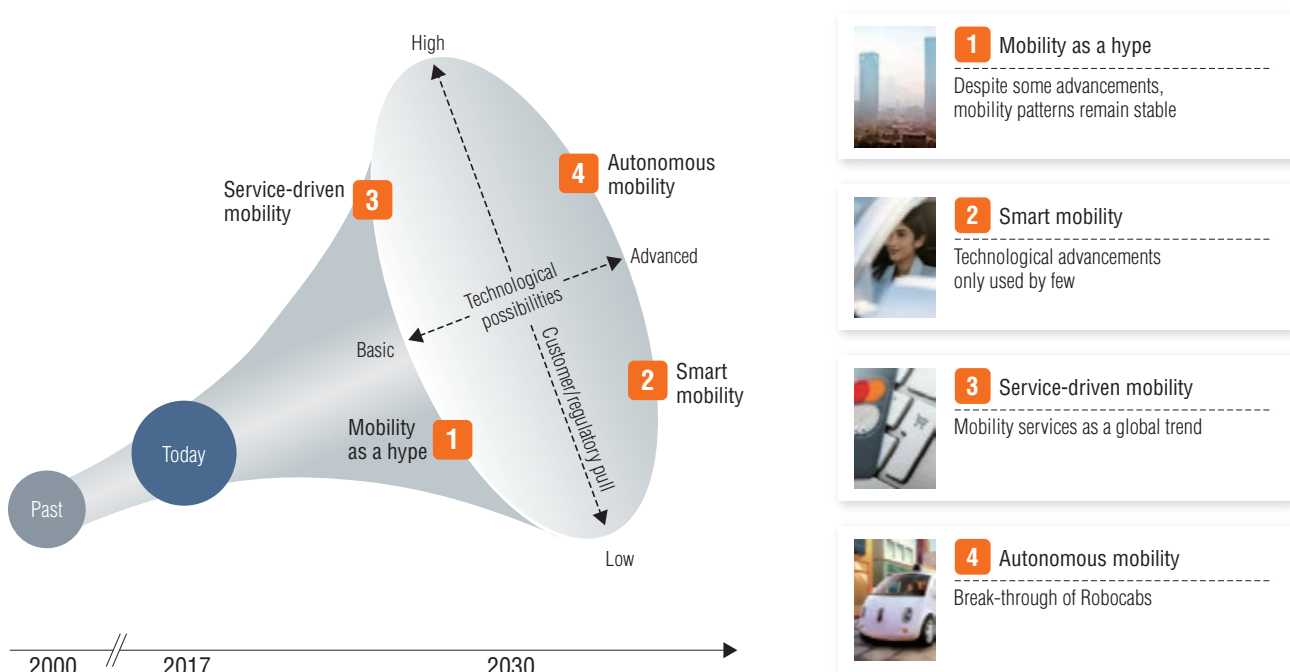 High
4
Autonomous
mobility
Service-driven
mobility
3
Advanced
Technological
possibilities
Basic
Customer/regulatory pull
2
Smart
mobility
Mobility
as a hype
1
Today
Past
Low
2000
2017
2030
1 Mobility as a hype
Despite some advancements,
mobility patterns remain stable
2 Smart mobility
Technological advancements
only used by few
3 Service-driven mobility
Mobility services as a global trend
4 Autonomous mobility
Break-through of Robocabs